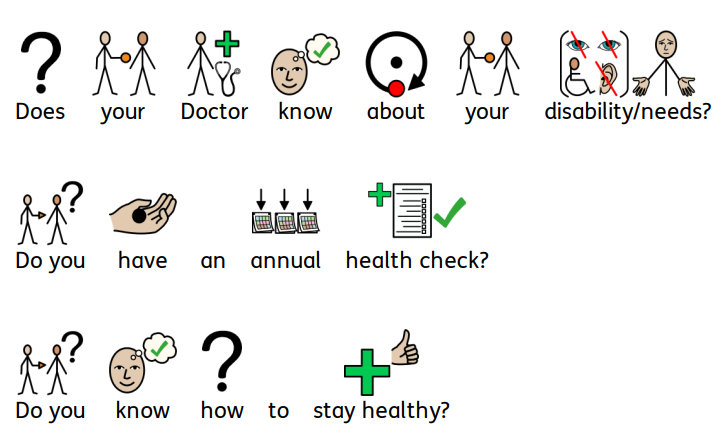 Does your Doctor know about your disability/needs?
Do you have an annual health check?
Do you know how to stay healthy?